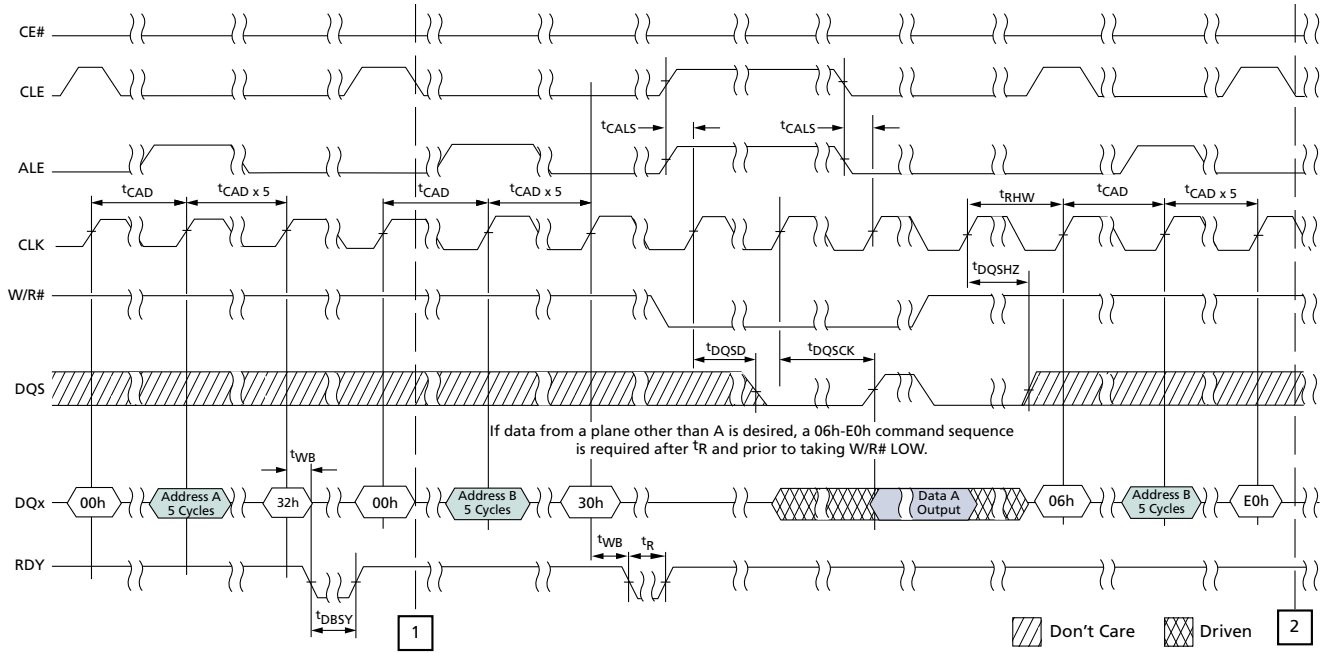 CE#
CLE
tCALS
tCALS
ALE
tCAD
tCAD x 5
tCAD
tCAD x 5
tRHW
tCAD
tCAD x 5
CLK
tDQSHZ
W/R#
tDQSD
tDQSCK
DQS
If data from a plane other than A is desired, a 06h-E0h command sequence
is required after tR and prior to taking W/R# LOW.
tWB
DQx
00h
Address A
5 Cycles
32h
00h
Address B
5 Cycles
30h
Data A
Output
06h
Address B
5 Cycles
E0h
tWB
tR
RDY
tDBSY
1
Don't Care
Driven
2